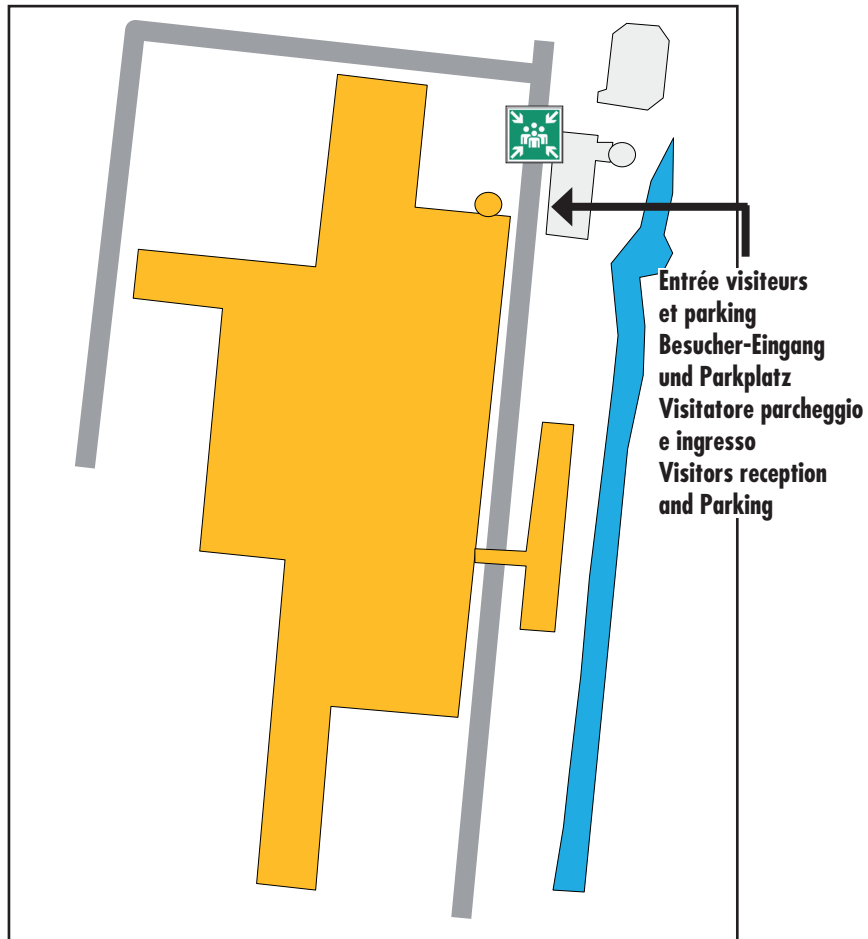 Entrée visiteurs
et parking
Besucher-Eingang
und Parkplatz
Visitatore parcheggio
e ingresso
Visitors reception
and Parking